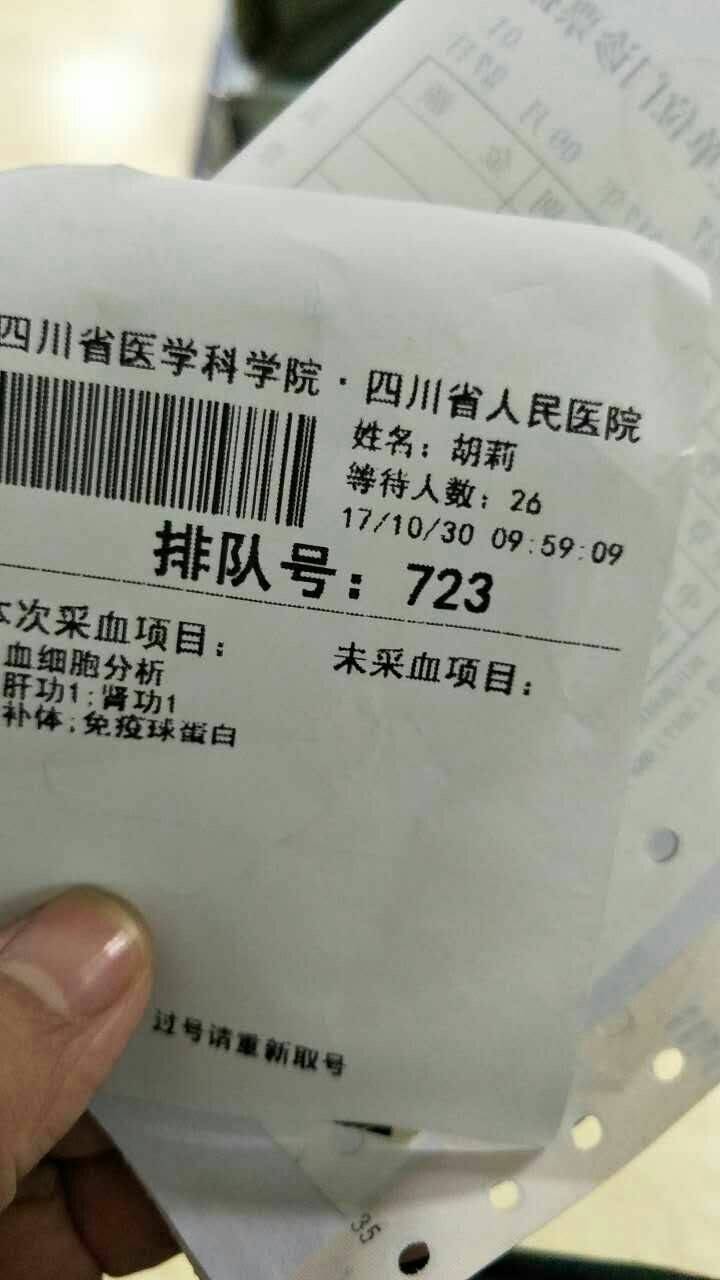 四川省医学科学院·四川省人民医院
姓名：胡莉
等待人数：26
17/10/30 09:59:09
排队号：723
本次采血项目：
血细胞分析
肝功1;肾功1
补体;免疫球蛋白
未采血项目：
过号请重新取号
35